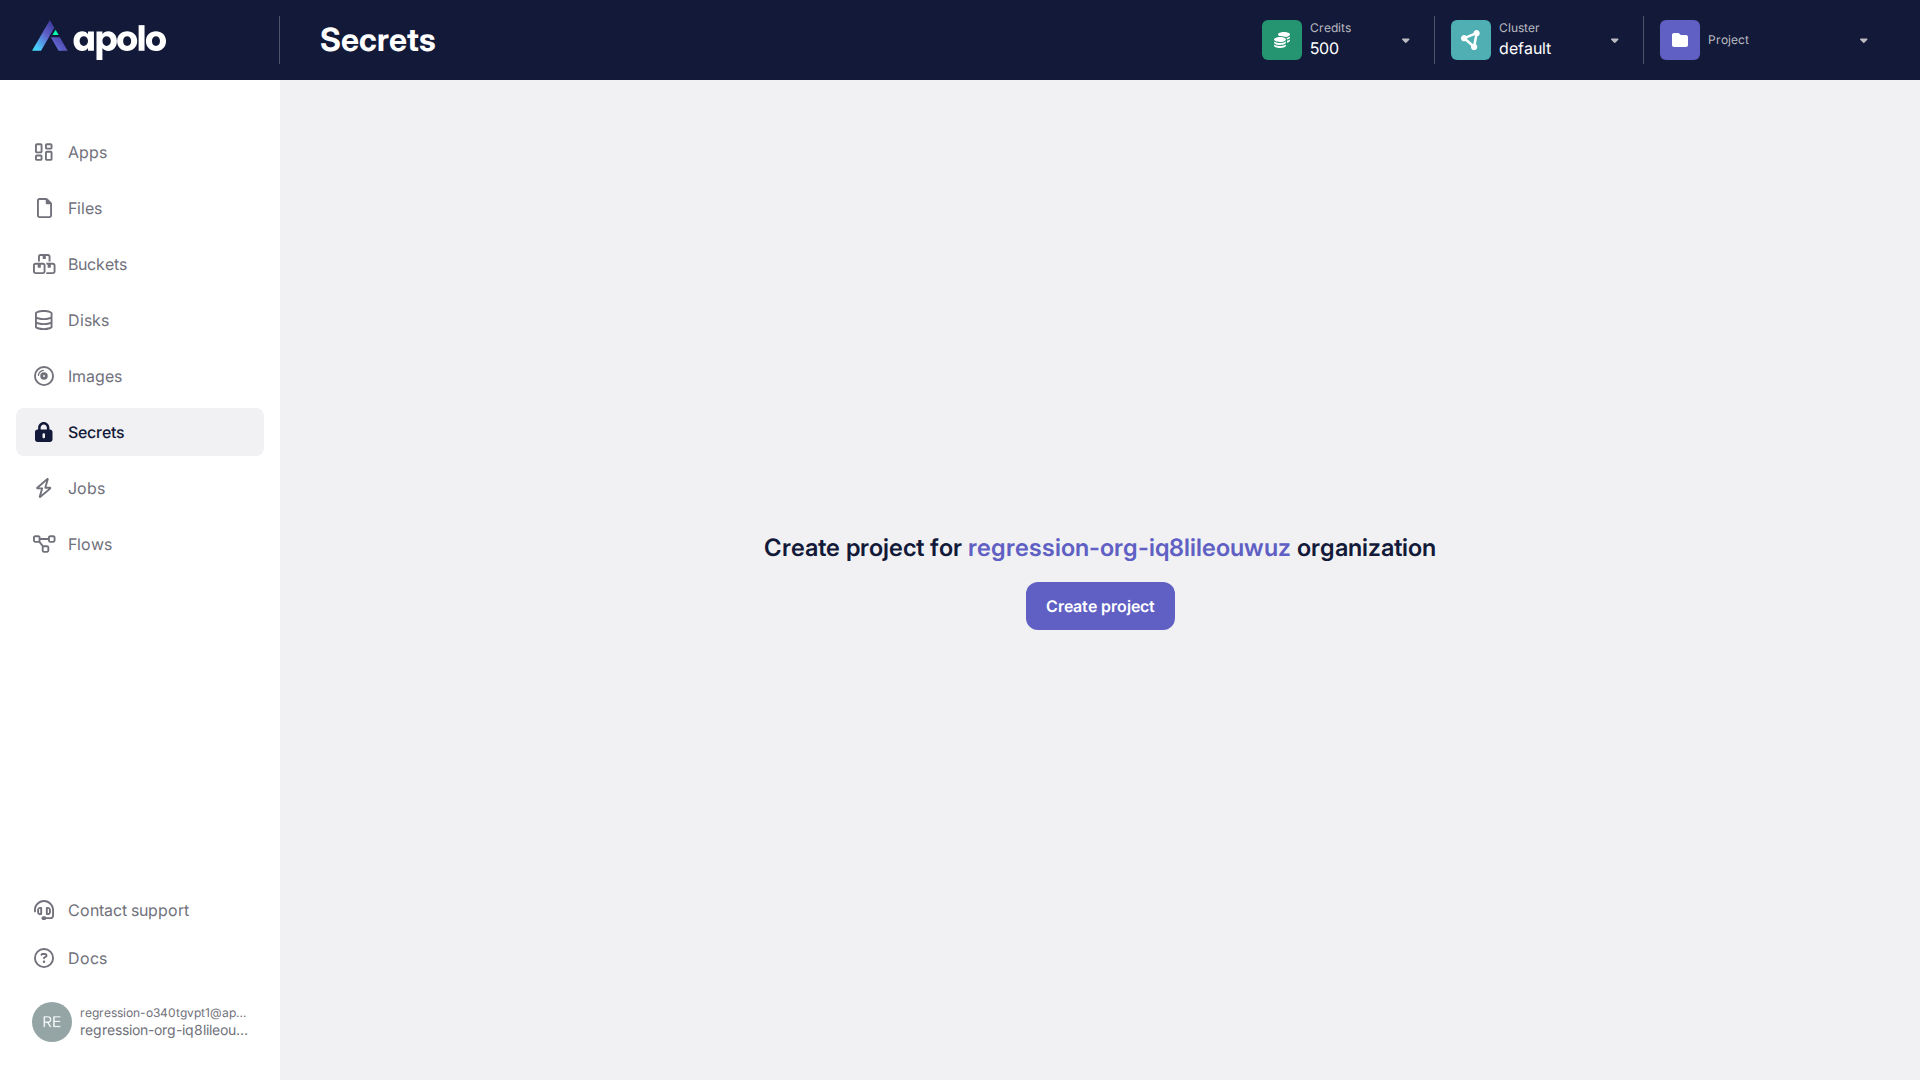 apolo
Secrets
Credits
500
Cluster
default
Project
Apps
Files
Buckets
Disks
Images
Secrets
Jobs
Flows
Create project for regression-org-iq8lileouwuz organization
Create project
Contact support
Docs
RE
regression-o340tgvpt1@ap...
regression-org-iq8lileou...